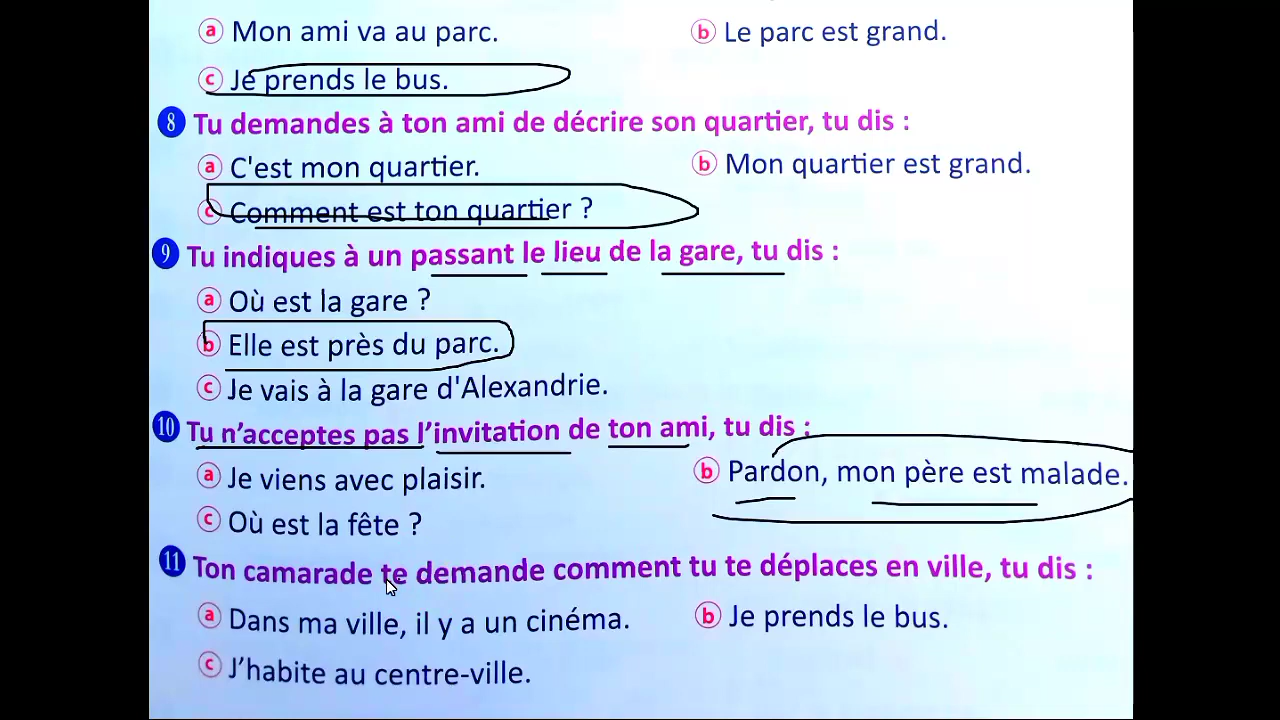 a Mon ami va au parc. b Le parc est grand.
c Je prends le bus.
8 Tu demandes à ton ami de décrire son quartier, tu dis :
a C'est mon quartier. b Mon quartier est grand.
c Comment est ton quartier ?
9 Tu indiques à un passant le lieu de la gare, tu dis :
a Où est la gare ?
b Elle est près du parc.
c Je vais à la gare d'Alexandrie.
10 Tu n'acceptes pas l'invitation de ton ami, tu dis :
a Je viens avec plaisir. b Pardon, mon père est malade.
c Où est la fête ?
11 Ton camarade te demande comment tu te déplaces en ville, tu dis :
a Dans ma ville, il y a un cinéma. b Je prends le bus.
c J'habite au centre-ville.